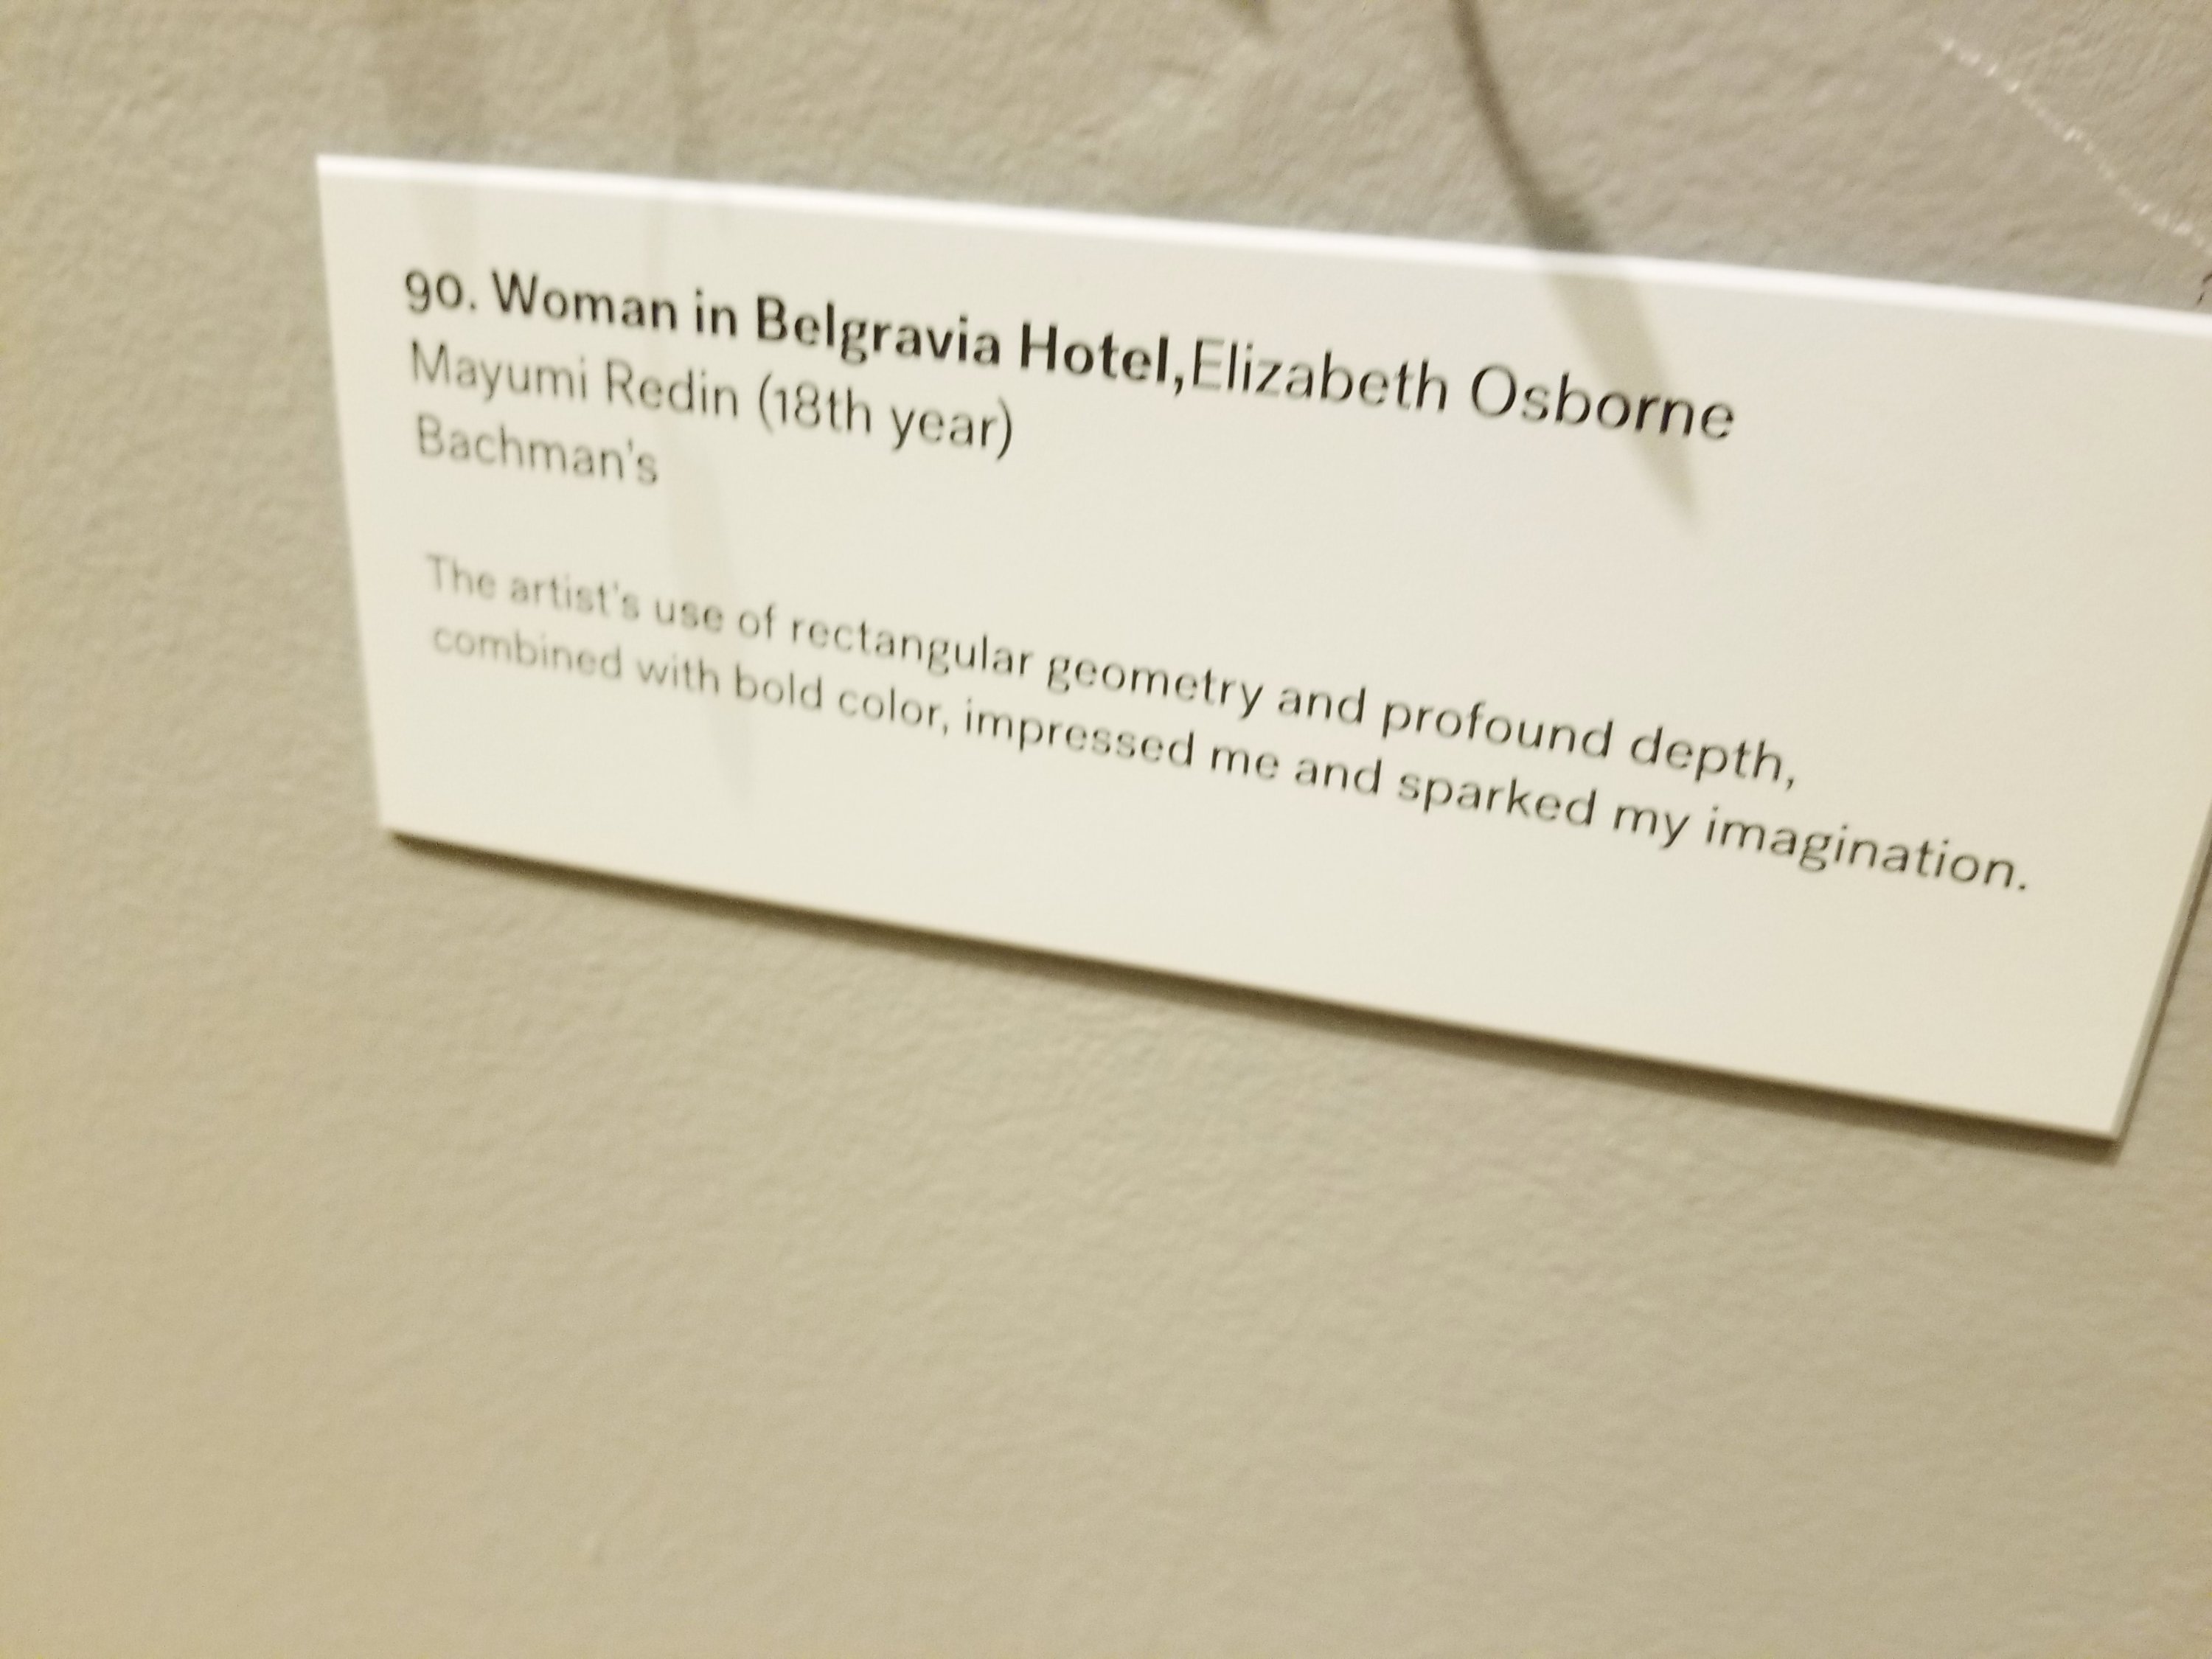 90. Woman in Belgravia Hotel,Elizabeth Osborne
Mayumi Redin (18th year)
Bachman's
The artist's use of rectangular geometry and profound depth,
combined with bold color, impressed me and sparked my imagination.